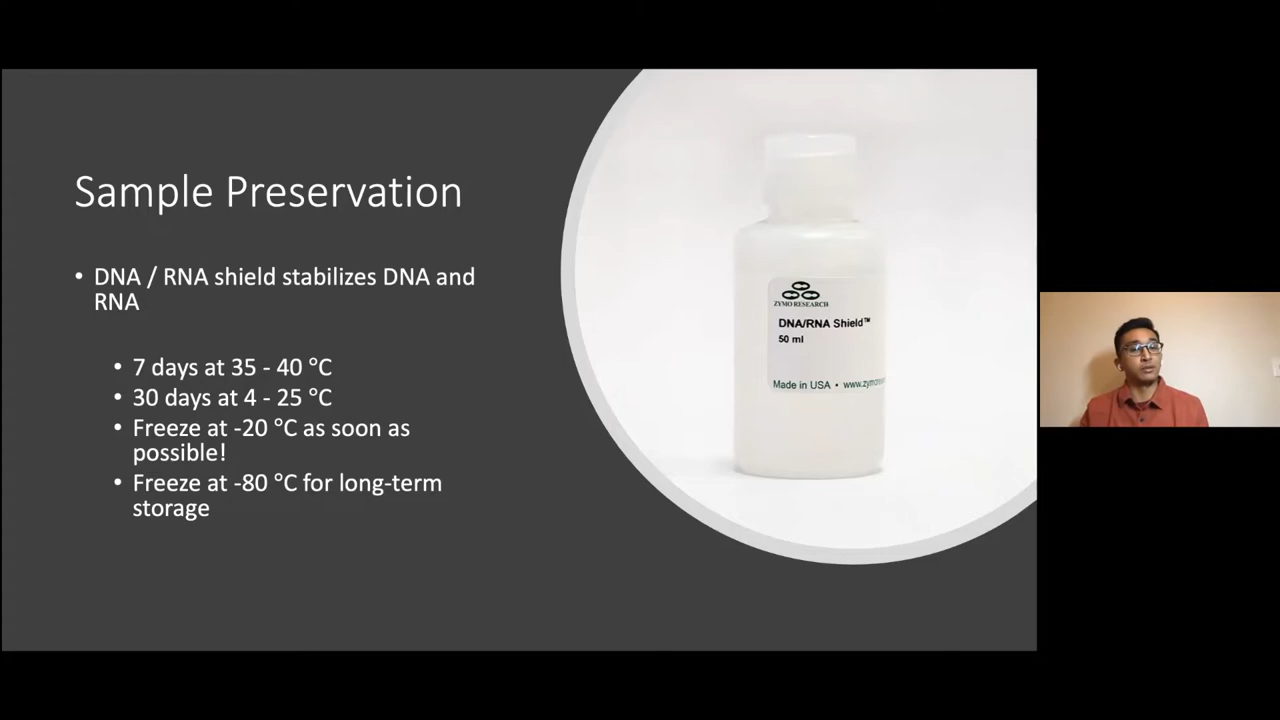 Sample Preservation
• DNA / RNA shield stabilizes DNA and
RNA
• 7 days at 35 - 40 °C
• 30 days at 4 - 25 °C
• Freeze at -20 °C as soon as
possible!
• Freeze at -80 °C for long-term
storage
ZYMO RESEARCH
DNA/RNA Shield™
50 ml
Made in USA • www.zymo